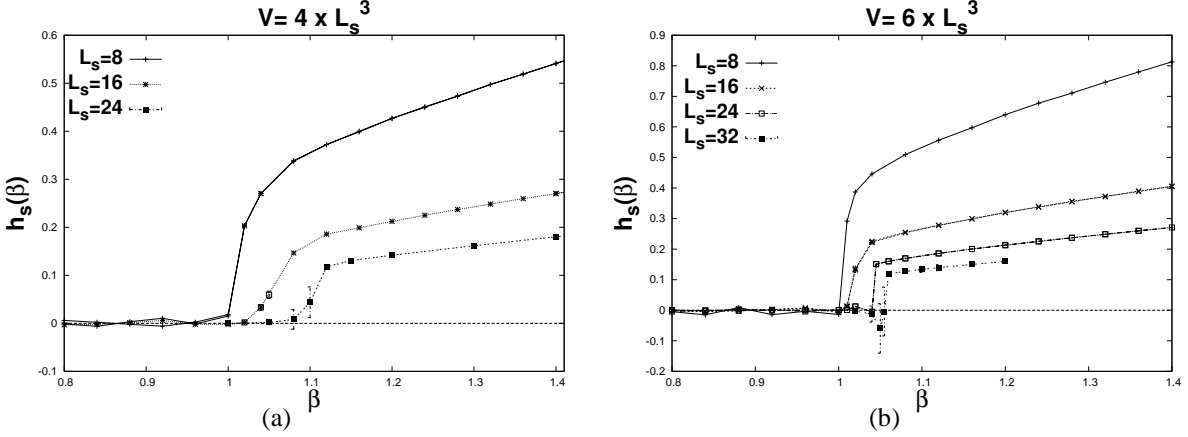 V= 4 x L_s^3
0.6
0.5
0.4
0.3
0.2
0.1
0
-0.1
h_s(β)
L_s=8
L_s=16
L_s=24
0.8 0.9 1 1.1 1.2 1.3 1.4
β
(a)
V= 6 x L_s^3
0.9
0.8
0.7
0.6
0.5
0.4
0.3
0.2
0.1
0
-0.1
-0.2
h_s(β)
L_s=8
L_s=16
L_s=24
L_s=32
0.8 0.9 1 1.1 1.2 1.3 1.4
β
(b)